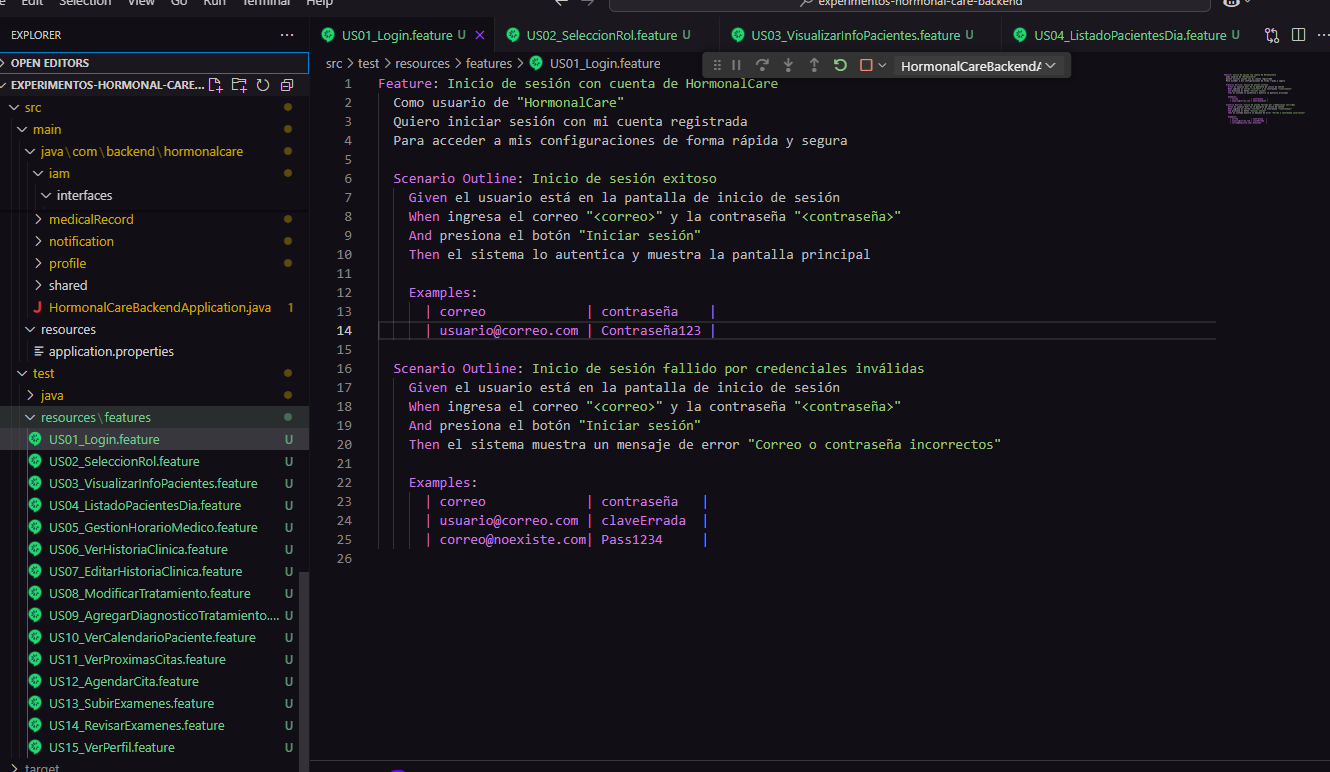 Edit Selection View Go Run Terminal Help
experimentos-hormonal-care-backend
EXPLORER
OPEN EDITORS
EXPERIMENTOS-HORMONAL-CARE...
src
main
java\com\backend\hormonalcare
iam
interfaces
medicalRecord
notification
profile
shared
HormonalCareBackendApplication.java 1
resources
application.properties
test
java
resources\features
US01_Login.feature U
US02_SeleccionRol.feature U
US03_VisualizarInfoPacientes.feature U
US04_ListadoPacientesDia.feature U
US05_GestionHorarioMedico.feature U
US06_VerHistoriaClinica.feature U
US07_EditarHistoriaClinica.feature U
US08_ModificarTratamiento.feature U
US09_AgregarDiagnosticoTratamiento.... U
US10_VerCalendarioPaciente.feature U
US11_VerProximasCitas.feature U
US12_AgendarCita.feature U
US13_SubirExamenes.feature U
US14_RevisarExamenes.feature U
US15_VerPerfil.feature U
target
US01_Login.feature U
US02_SeleccionRol.feature U
US03_VisualizarInfoPacientes.feature U
US04_ListadoPacientesDia.feature U
src > test > resources > features > US01_Login.feature
HormonalCareBackendA
1 Feature: Inicio de sesión con cuenta de HormonalCare
2 Como usuario de "HormonalCare"
3 Quiero iniciar sesión con mi cuenta registrada
4 Para acceder a mis configuraciones de forma rápida y segura
5
6 Scenario Outline: Inicio de sesión exitoso
7 Given el usuario está en la pantalla de inicio de sesión
8 When ingresa el correo "<correo>" y la contraseña "<contraseña>"
9 And presiona el botón "Iniciar sesión"
10 Then el sistema lo autentica y muestra la pantalla principal
11
12 Examples:
13 | correo | contraseña |
14 | usuario@correo.com | Contraseña123 |
15
16 Scenario Outline: Inicio de sesión fallido por credenciales inválidas
17 Given el usuario está en la pantalla de inicio de sesión
18 When ingresa el correo "<correo>" y la contraseña "<contraseña>"
19 And presiona el botón "Iniciar sesión"
20 Then el sistema muestra un mensaje de error "Correo o contraseña incorrectos"
21
22 Examples:
23 | correo | contraseña |
24 | usuario@correo.com | claveErrada |
25 | correo@noexiste.com| Pass1234 |
26